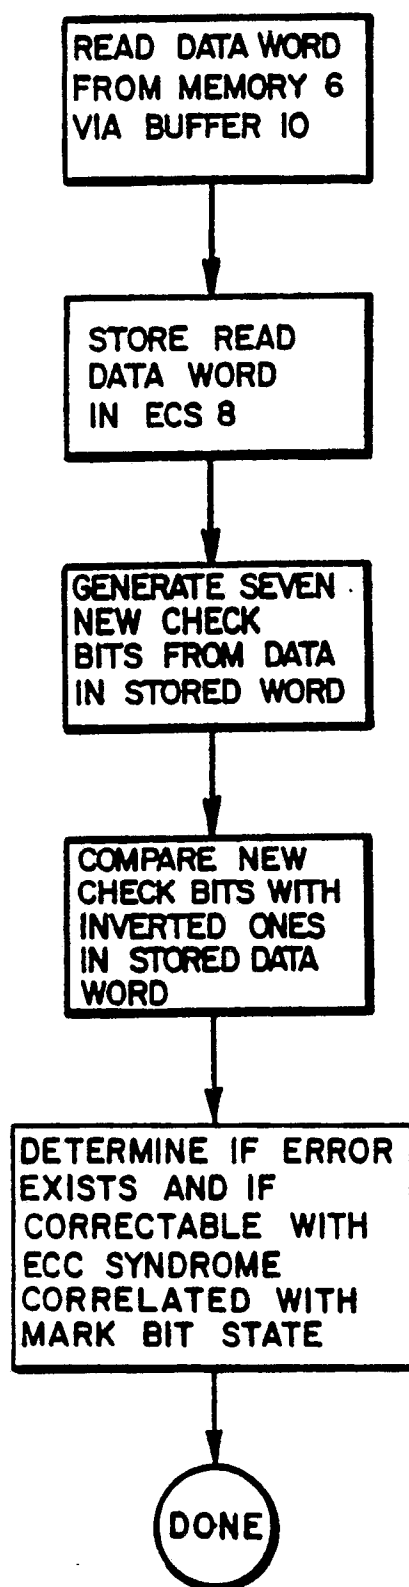 READ DATA WORD
FROM MEMORY 6
VIA BUFFER 10
STORE READ
DATA WORD
IN ECS 8
GENERATE SEVEN
NEW CHECK
BITS FROM DATA
IN STORED WORD
COMPARE NEW
CHECK BITS WITH
INVERTED ONES
IN STORED DATA
WORD
DETERMINE IF ERROR
EXISTS AND IF
CORRECTABLE WITH
ECC SYNDROME
CORRELATED WITH
MARK BIT STATE
DONE